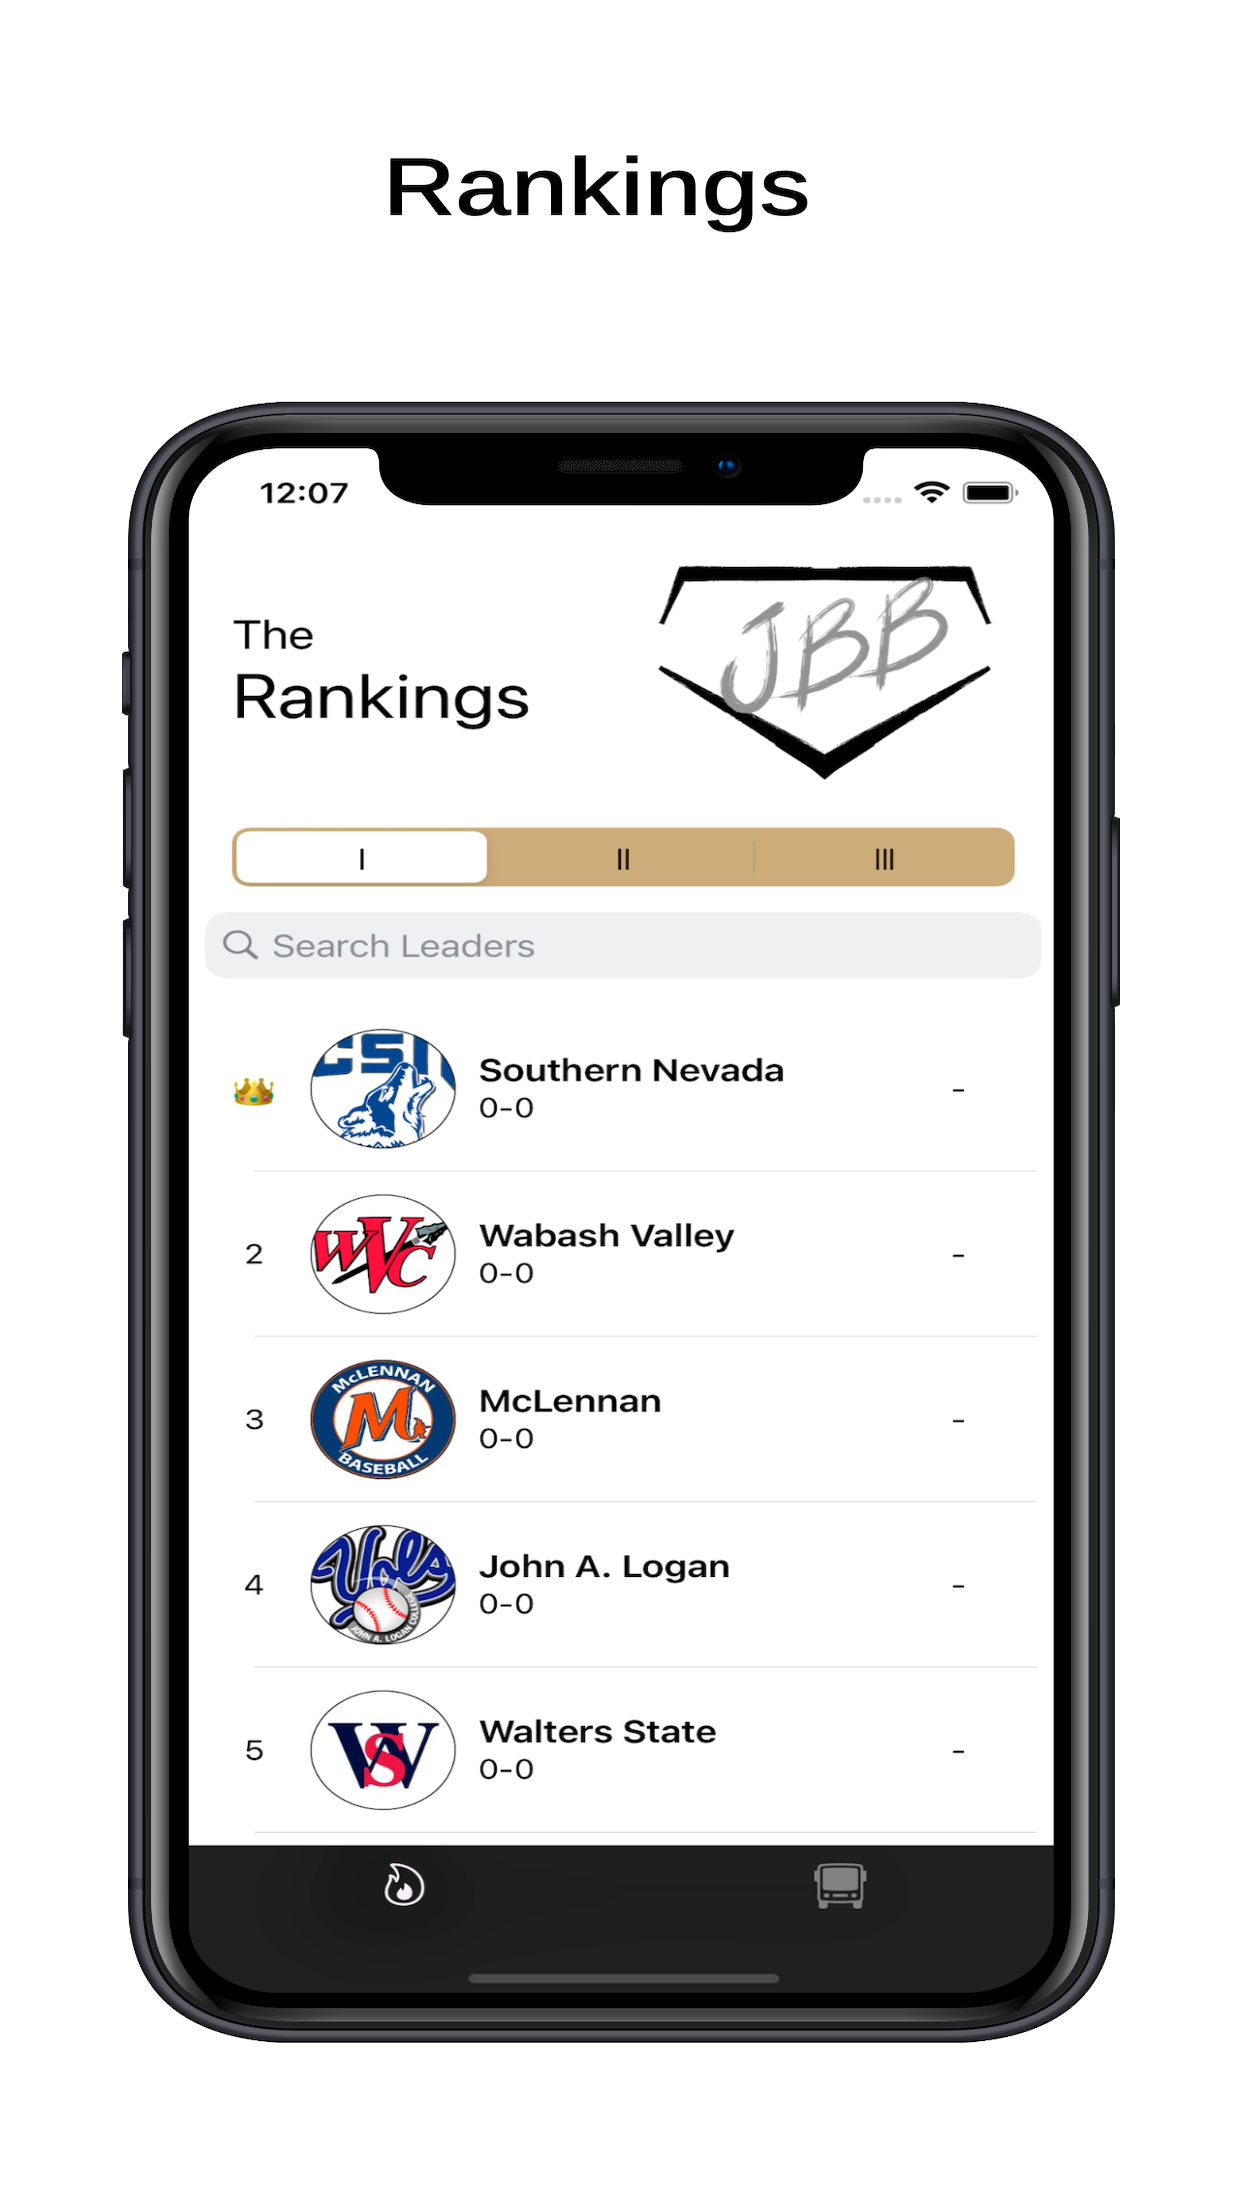 Rankings
12:07
The
Rankings
JBB
I
II
III
Search Leaders
CSN
Southern Nevada
0-0
-
2
WVC
Wabash Valley
0-0
-
3
McLENNAN
M
BASEBALL
McLennan
0-0
-
4
Vols
JOHN A. LOGAN
John A. Logan
0-0
-
5
WS
Walters State
0-0
-